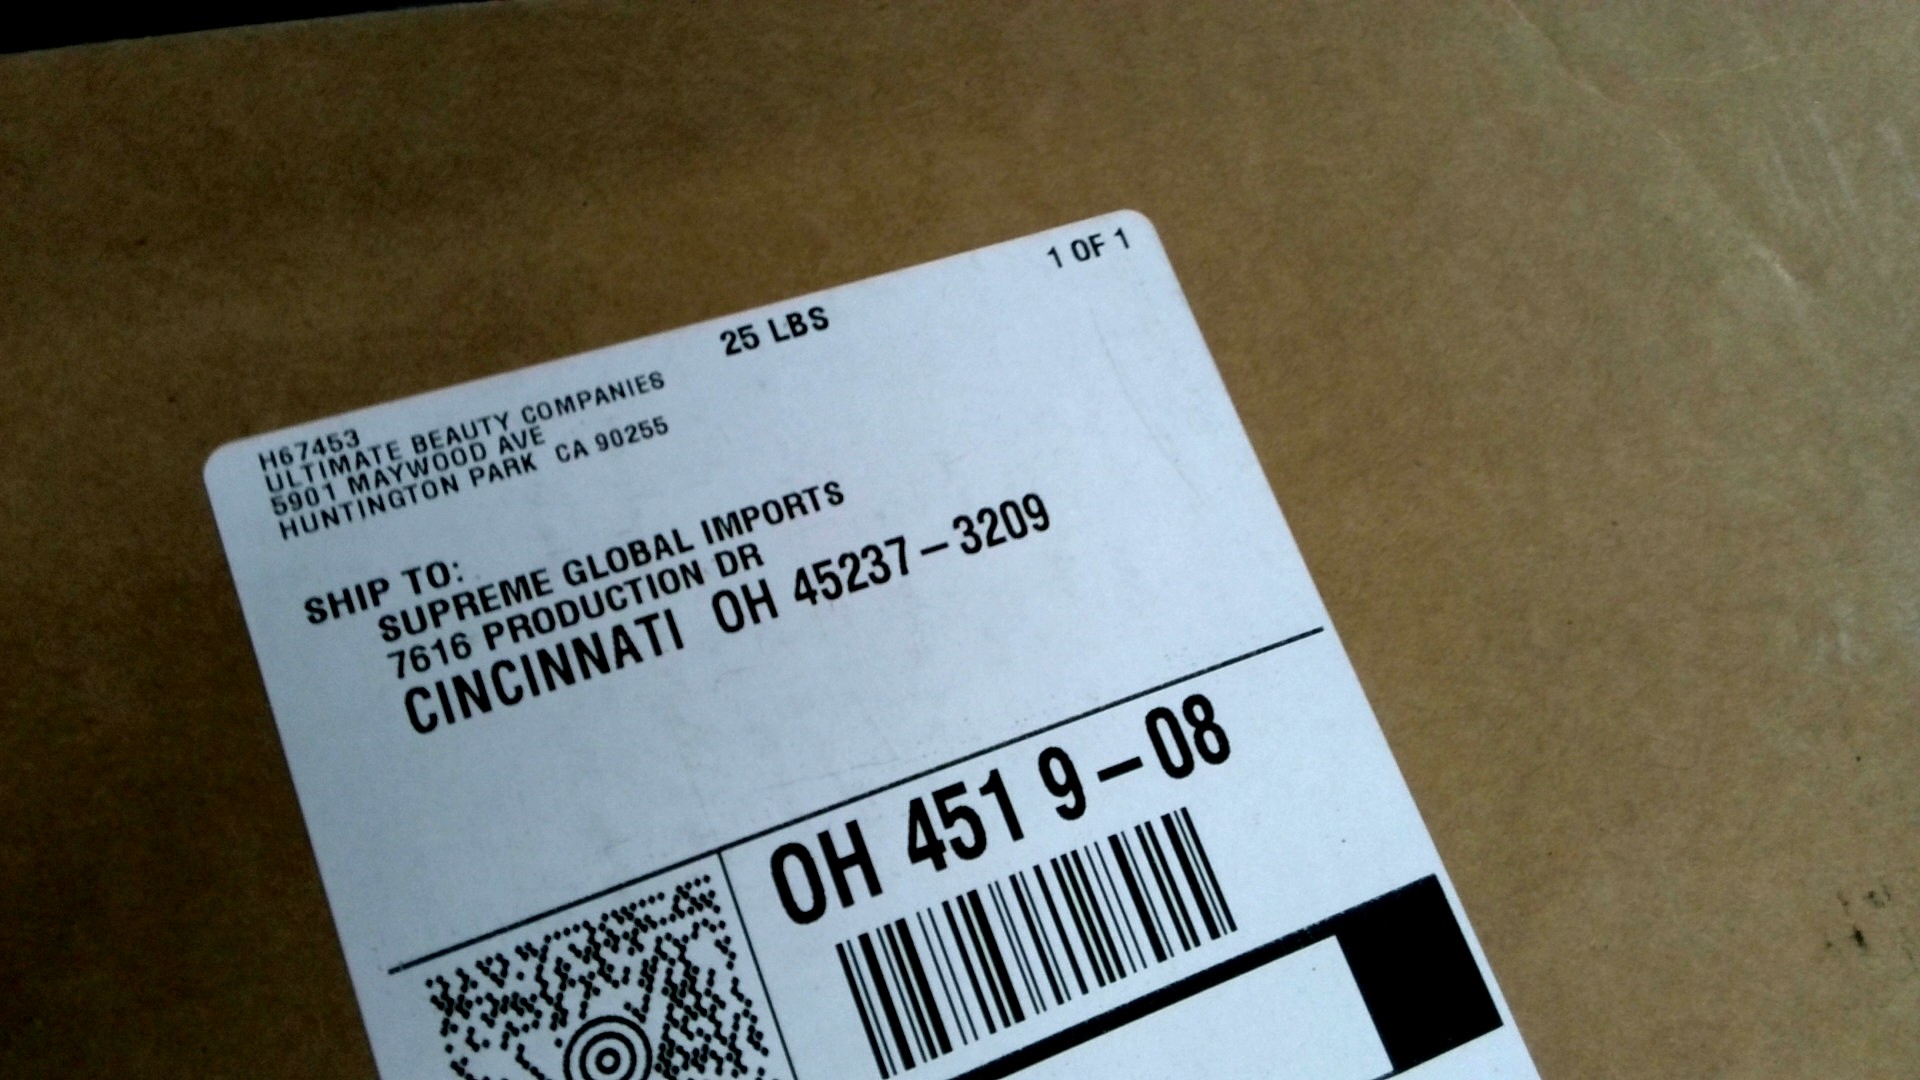 1 OF 1
25 LBS
H67453
ULTIMATE BEAUTY COMPANIES
5901 MAYWOOD AVE
HUNTINGTON PARK CA 90255
SHIP TO:
SUPREME GLOBAL IMPORTS
7616 PRODUCTION DR
CINCINNATI OH 45237-3209
OH 451 9-08